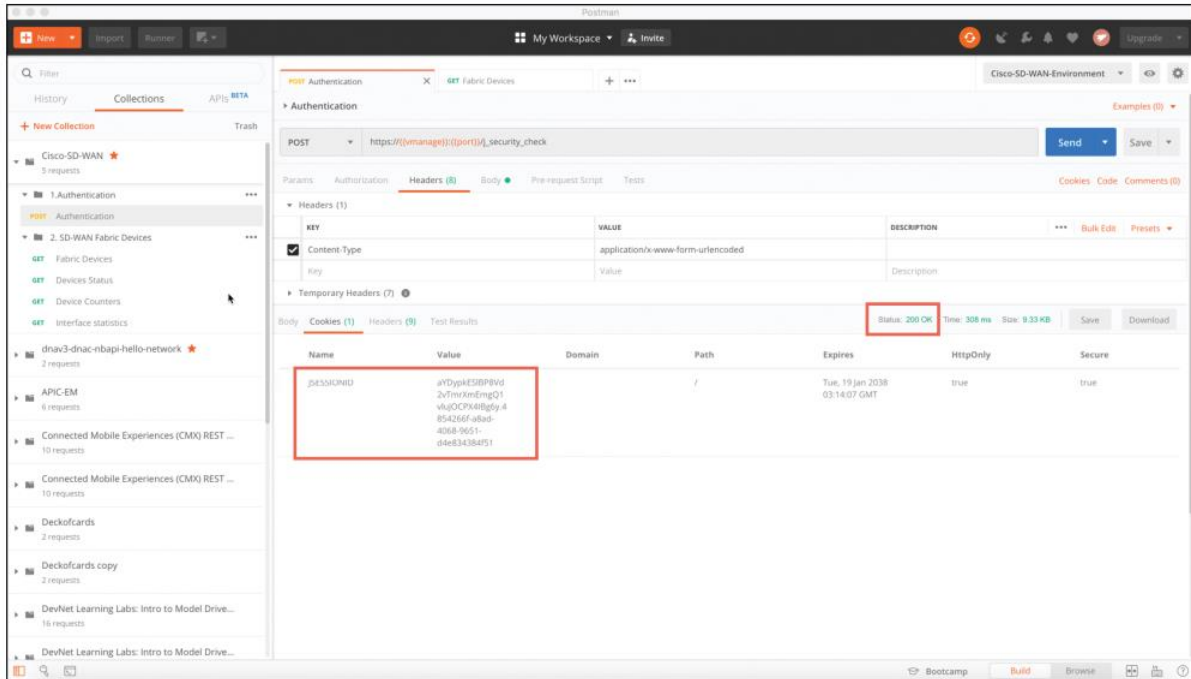 Postman
New Import Runner My Workspace Invite Upgrade
Filter
History Collections APIs BETA
+ New Collection Trash
Cisco-SD-WAN
5 requests
1.Authentication
POST Authentication
2. SD-WAN Fabric Devices
GET Fabric Devices
GET Devices Status
GET Device Counters
GET Interface statistics
dnav3-dnac-nbapi-hello-network
2 requests
APIC-EM
6 requests
Connected Mobile Experiences (CMX) REST ...
10 requests
Connected Mobile Experiences (CMX) REST ...
10 requests
Deckofcards
2 requests
Deckofcards copy
2 requests
DevNet Learning Labs: Intro to Model Drive...
16 requests
DevNet Learning Labs: Intro to Model Drive...
POST Authentication GET Fabric Devices Cisco-SD-WAN-Environment
Authentication Examples (0)
POST https://{{vmanage}}:{{port}}/j_security_check Send Save
Params Authorization Headers (8) Body Pre-request Script Tests Cookies Code Comments (0)
Headers (1)
KEY VALUE DESCRIPTION Bulk Edit Presets
Content-Type application/x-www-form-urlencoded
Key Value Description
Temporary Headers (7)
Body Cookies (1) Headers (9) Test Results Status: 200 OK Time: 308 ms Size: 9.33 KB Save Download
Name Value Domain Path Expires HttpOnly Secure
JSESSIONID aYDypkESlBP8Vd / Tue, 19 Jan 2038 true true
2vTmrXmEmgQ1 03:14:07 GMT
vlujOCPX4IBg6y.4
854266f-a8ad-
4068-9651-
d4e834384f51
Bootcamp Build Browse